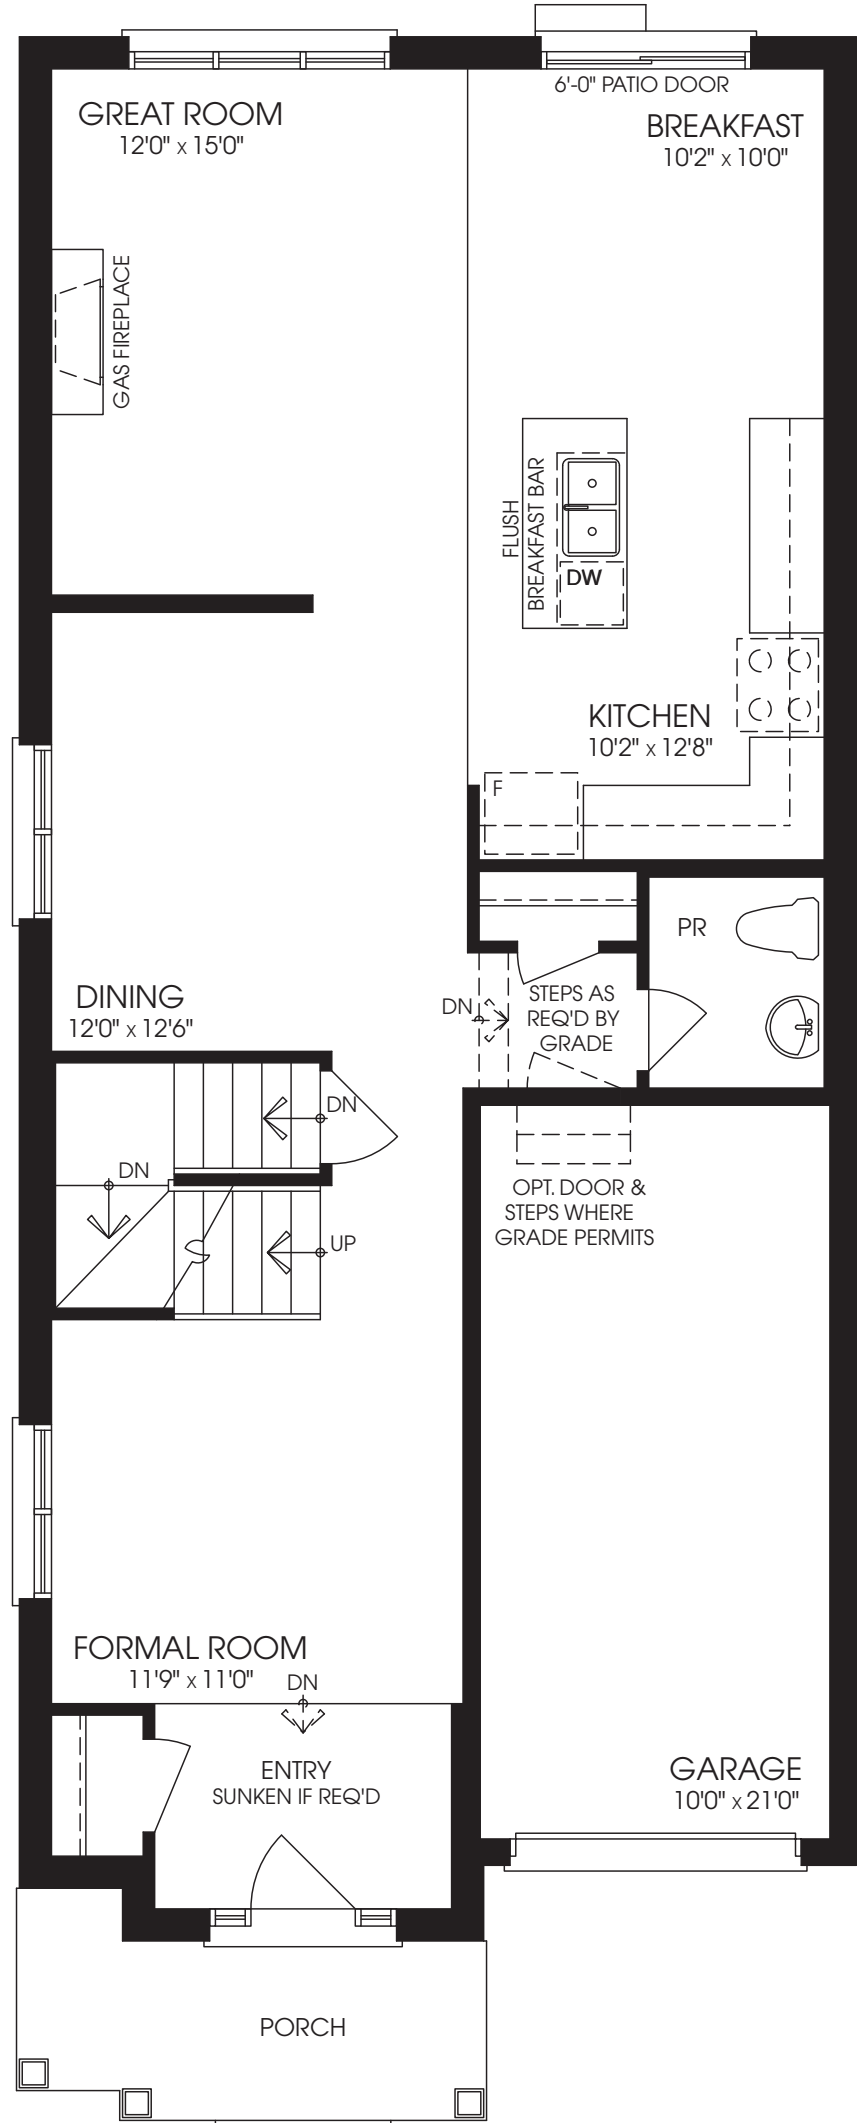 6'-0" PATIO DOOR
GREAT ROOM
12'0" x 15'0"
BREAKFAST
10'2" x 10'0"
GAS FIREPLACE
FLUSH
BREAKFAST BAR
DW
KITCHEN
10'2" x 12'8"
F
PR
DINING
12'0" x 12'6"
DN
STEPS AS
REQ'D BY
GRADE
DN
DN
UP
OPT. DOOR &
STEPS WHERE
GRADE PERMITS
FORMAL ROOM
11'9" x 11'0"
DN
ENTRY
SUNKEN IF REQ'D
GARAGE
10'0" x 21'0"
PORCH